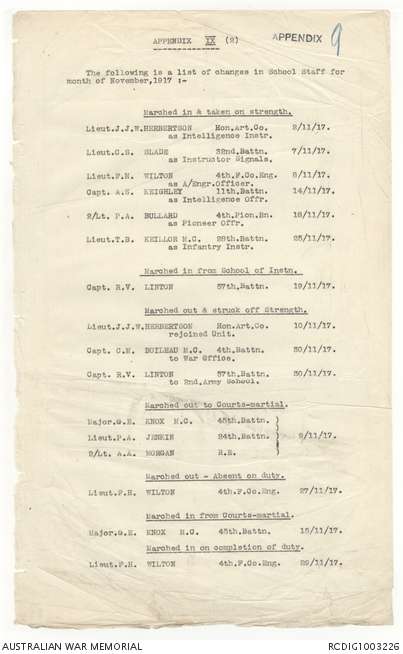 APPENDIX IX (2) APPENDIX 9
The following is a list of changes in School Staff for
month of November, 1917 :-
Marched in & taken on strength.
Lieut.J.J.W.HERBERTSON Hon.Art.Co. 2/11/17.
as Intelligence Instr.
Lieut.C.S. SLADE 32nd.Battn. 7/11/17.
as Instructor Signals.
Lieut.F.N. WILTON 4th.F.Co.Eng. 8/11/17.
as A/Engr.Officer.
Capt. A.S. KEIGHLEY 11th.Battn. 14/11/17.
as Intelligence Offr.
2/Lt. P.A. BULLARD 4th.Pion.Bn. 18/11/17.
as Pioneer Offr.
Lieut.T.B. KEILLOR M.C. 28th.Battn. 25/11/17.
as Infantry Instr.
Marched in from School of Instn.
Capt. R.V. LINTON 57th.Battn. 19/11/17.
Marched out & struck off Strength.
Lieut.J.J.W.HERBERTSON Hon.Art.Co. 10/11/17.
rejoined Unit.
Capt. C.M. BOILEAU M.C. 4th.Battn. 30/11/17.
to War Office.
Capt. R.V. LINTON 57th.Battn. 30/11/17.
to 2nd.Army School.
Marched out to Courts-martial.
Major.G.E. KNOX M.C. 48th.Battn.
Lieut.F.A. JENKIN 24th.Battn. 9/11/17.
2/Lt. A.A. MORGAN R.E.
Marched out - Absent on duty.
Lieut.F.H. WILTON 4th.F.Co.Eng. 27/11/17.
Marched in from Courts-martial.
Major.G.E. KNOX M.C. 48th.Battn. 15/11/17.
Marched in on completion of duty.
Lieut.F.H. WILTON 4th.F.Co.Eng. 29/11/17.
AUSTRALIAN WAR MEMORIAL RCDIG1003226